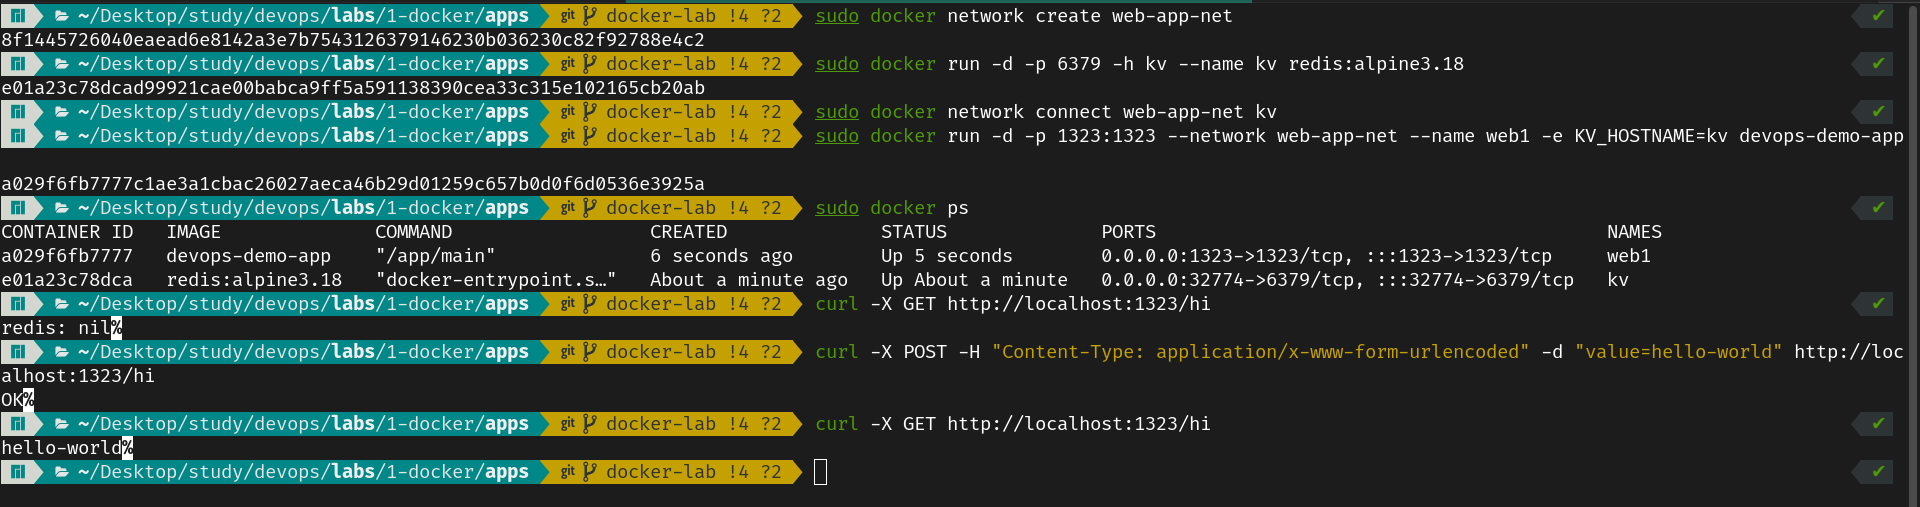 ~/Desktop/study/devops/labs/1-docker/apps git docker-lab !4 ?2 sudo docker network create web-app-net ✔
8f1445726040eaead6e8142a3e7b7543126379146230b036230c82f92788e4c2
~/Desktop/study/devops/labs/1-docker/apps git docker-lab !4 ?2 sudo docker run -d -p 6379 -h kv --name kv redis:alpine3.18 ✔
e01a23c78dcad99921cae00babca9ff5a591138390cea33c315e102165cb20ab
~/Desktop/study/devops/labs/1-docker/apps git docker-lab !4 ?2 sudo docker network connect web-app-net kv ✔
~/Desktop/study/devops/labs/1-docker/apps git docker-lab !4 ?2 sudo docker run -d -p 1323:1323 --network web-app-net --name web1 -e KV_HOSTNAME=kv devops-demo-app
a029f6fb7777c1ae3a1cbac26027aeca46b29d01259c657b0d0f6d0536e3925a
~/Desktop/study/devops/labs/1-docker/apps git docker-lab !4 ?2 sudo docker ps ✔
CONTAINER ID IMAGE COMMAND CREATED STATUS PORTS NAMES
a029f6fb7777 devops-demo-app "/app/main" 6 seconds ago Up 5 seconds 0.0.0.0:1323->1323/tcp, :::1323->1323/tcp web1
e01a23c78dca redis:alpine3.18 "docker-entrypoint.s…" About a minute ago Up About a minute 0.0.0.0:32774->6379/tcp, :::32774->6379/tcp kv
~/Desktop/study/devops/labs/1-docker/apps git docker-lab !4 ?2 curl -X GET http://localhost:1323/hi ✔
redis: nil%
~/Desktop/study/devops/labs/1-docker/apps git docker-lab !4 ?2 curl -X POST -H "Content-Type: application/x-www-form-urlencoded" -d "value=hello-world" http://loc
alhost:1323/hi
OK%
~/Desktop/study/devops/labs/1-docker/apps git docker-lab !4 ?2 curl -X GET http://localhost:1323/hi ✔
hello-world%
~/Desktop/study/devops/labs/1-docker/apps git docker-lab !4 ?2 ✔